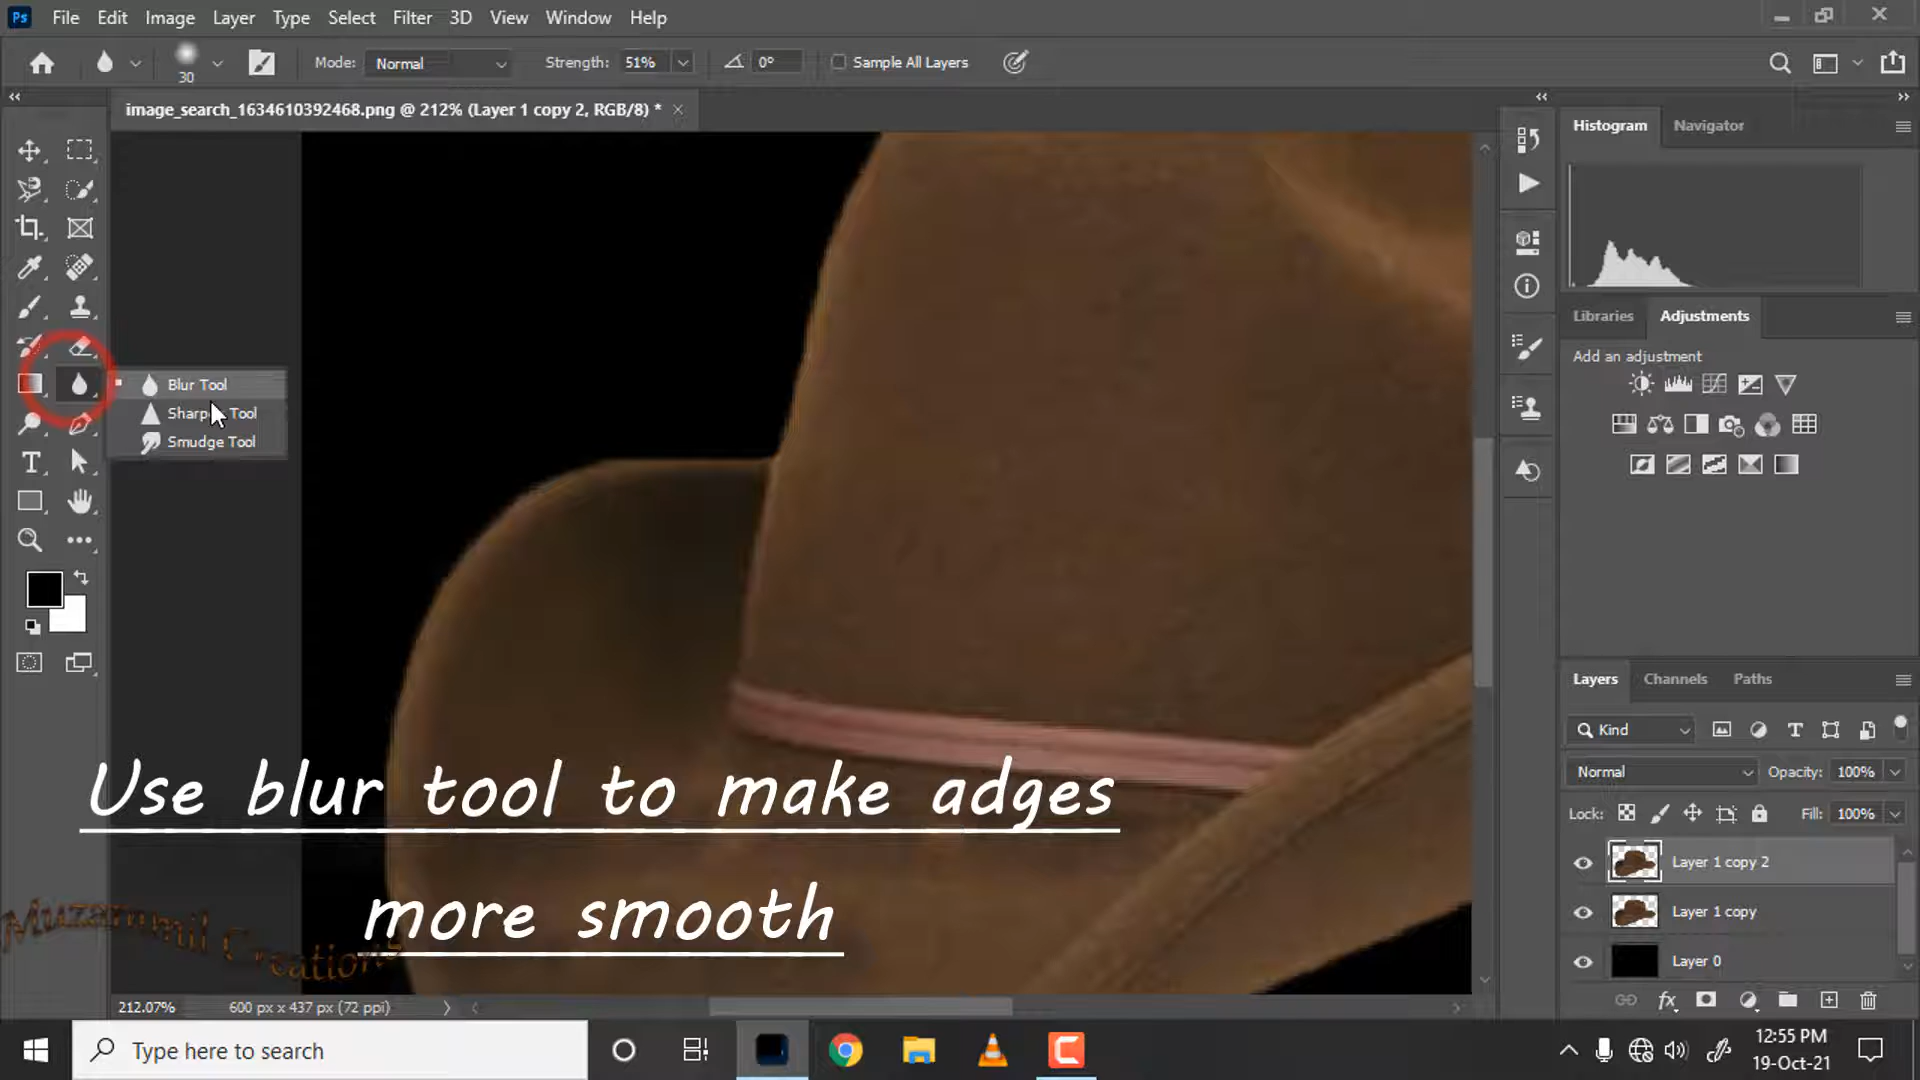 Ps File Edit Image Layer Type Select Filter 3D View Window Help
30 Mode: Normal Strength: 51% 0° Sample All Layers
image_search_1634610392468.png @ 212% (Layer 1 copy 2, RGB/8) *
Histogram Navigator
Libraries Adjustments
Add an adjustment
Blur Tool
Sharpen Tool
Smudge Tool
Layers Channels Paths
Kind
Normal Opacity: 100%
Lock: Fill: 100%
Layer 1 copy 2
Layer 1 copy
Layer 0
Use blur tool to make adges
more smooth
Muzammil Creations
212.07% 600 px x 437 px (72 ppi)
Type here to search
12:55 PM
19-Oct-21